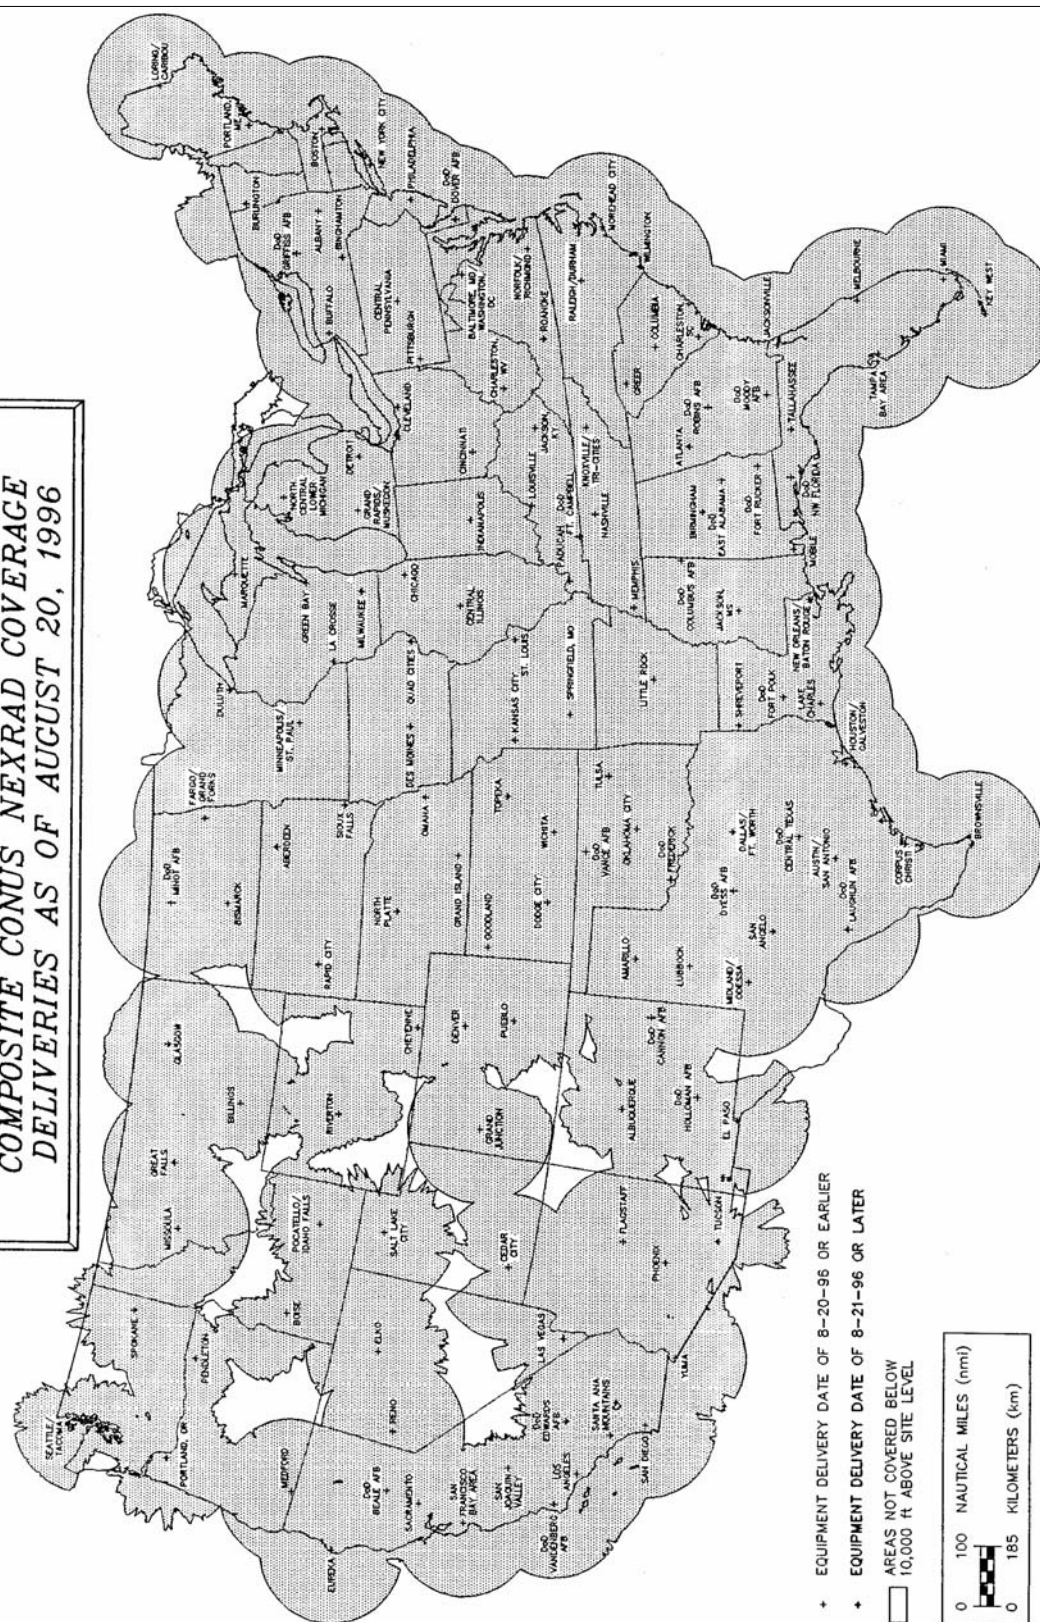 COMPOSITE CONUS NEXRAD COVERAGE
DELIVERIES AS OF AUGUST 20, 1996
SEATTLE/
TACOMA
SPOKANE
PORTLAND, OR
PENDLETON
MEDFORD
EUREKA
BOISE
POCATELLO/
IDAHO FALLS
MISSOULA
GREAT
FALLS
GLASGOW
BILLINGS
RIVERTON
CHEYENNE
ELKO
RENO
SALT LAKE
CITY
CEDAR
CITY
LAS VEGAS
DoD
BEALE AFB
SACRAMENTO
SAN
FRANCISCO
BAY AREA
SAN
JOAQUIN
VALLEY
DoD
EDWARDS
AFB
DoD
VANDENBERG
AFB
LOS
ANGELES
SANTA ANA
MOUNTAINS
SAN DIEGO
YUMA
PHOENIX
FLAGSTAFF
TUCSON
GRAND
JUNCTION
DENVER
PUEBLO
ALBUQUERQUE
DoD
CANNON AFB
DoD
HOLLOMAN AFB
EL PASO
DoD
MINOT AFB
BISMARCK
FARGO/
GRAND
FORKS
ABERDEEN
RAPID CITY
SIOUX
FALLS
NORTH
PLATTE
OMAHA
GRAND ISLAND
GOODLAND
TOPEKA
DODGE CITY
WICHITA
DoD
VANCE AFB
TULSA
OKLAHOMA CITY
DoD
FREDERICK
AMARILLO
LUBBOCK
MIDLAND/
ODESSA
SAN
ANGELO
DoD
DYESS AFB
DALLAS/
FT. WORTH
DoD
CENTRAL TEXAS
AUSTIN/
SAN ANTONIO
DoD
LAUGHLIN AFB
CORPUS
CHRISTI
BROWNSVILLE
HOUSTON/
GALVESTON
DULUTH
MINNEAPOLIS/
ST. PAUL
LA CROSSE
GREEN BAY
MILWAUKEE
MARQUETTE
DES MOINES
QUAD CITIES
CHICAGO
CENTRAL
ILLINOIS
KANSAS CITY
ST. LOUIS
SPRINGFIELD, MO
LITTLE ROCK
SHREVEPORT
DoD
FORT POLK
LAKE
CHARLES
NEW ORLEANS/
BATON ROUGE
JACKSON,
MS
DoD
COLUMBUS AFB
MEMPHIS
PADUCAH
DoD
FT. CAMPBELL
NASHVILLE
KNOXVILLE/
TRI-CITIES
LOUISVILLE
JACKSON,
KY
INDIANAPOLIS
CINCINNATI
CLEVELAND
DETROIT
GRAND
RAPIDS/
MUSKEGON
NORTH
CENTRAL
LOWER
MICHIGAN
BIRMINGHAM
DoD
EAST ALABAMA
DoD
FORT RUCKER
MOBILE
DoD
NW FLORIDA
TALLAHASSEE
ATLANTA
DoD
ROBINS AFB
DoD
MOODY
AFB
JACKSONVILLE
TAMPA
BAY AREA
MELBOURNE
MIAMI
KEY WEST
GREER
COLUMBIA
CHARLESTON,
SC
WILMINGTON
MOREHEAD CITY
RALEIGH/DURHAM
ROANOKE
NORFOLK/
RICHMOND
CHARLESTON,
WV
BALTIMORE, MD/
WASHINGTON,
DC
PITTSBURGH
CENTRAL
PENNSYLVANIA
DoD
DOVER AFB
PHILADELPHIA
NEW YORK CITY
BUFFALO
BINGHAMTON
ALBANY
DoD
GRIFFISS AFB
BURLINGTON
BOSTON
PORTLAND,
ME
LORING/
CARIBOU
+ EQUIPMENT DELIVERY DATE OF 8-20-96 OR EARLIER
+ EQUIPMENT DELIVERY DATE OF 8-21-96 OR LATER
AREAS NOT COVERED BELOW
10,000 ft ABOVE SITE LEVEL
0 100 NAUTICAL MILES (nmi)
0 185 KILOMETERS (km)